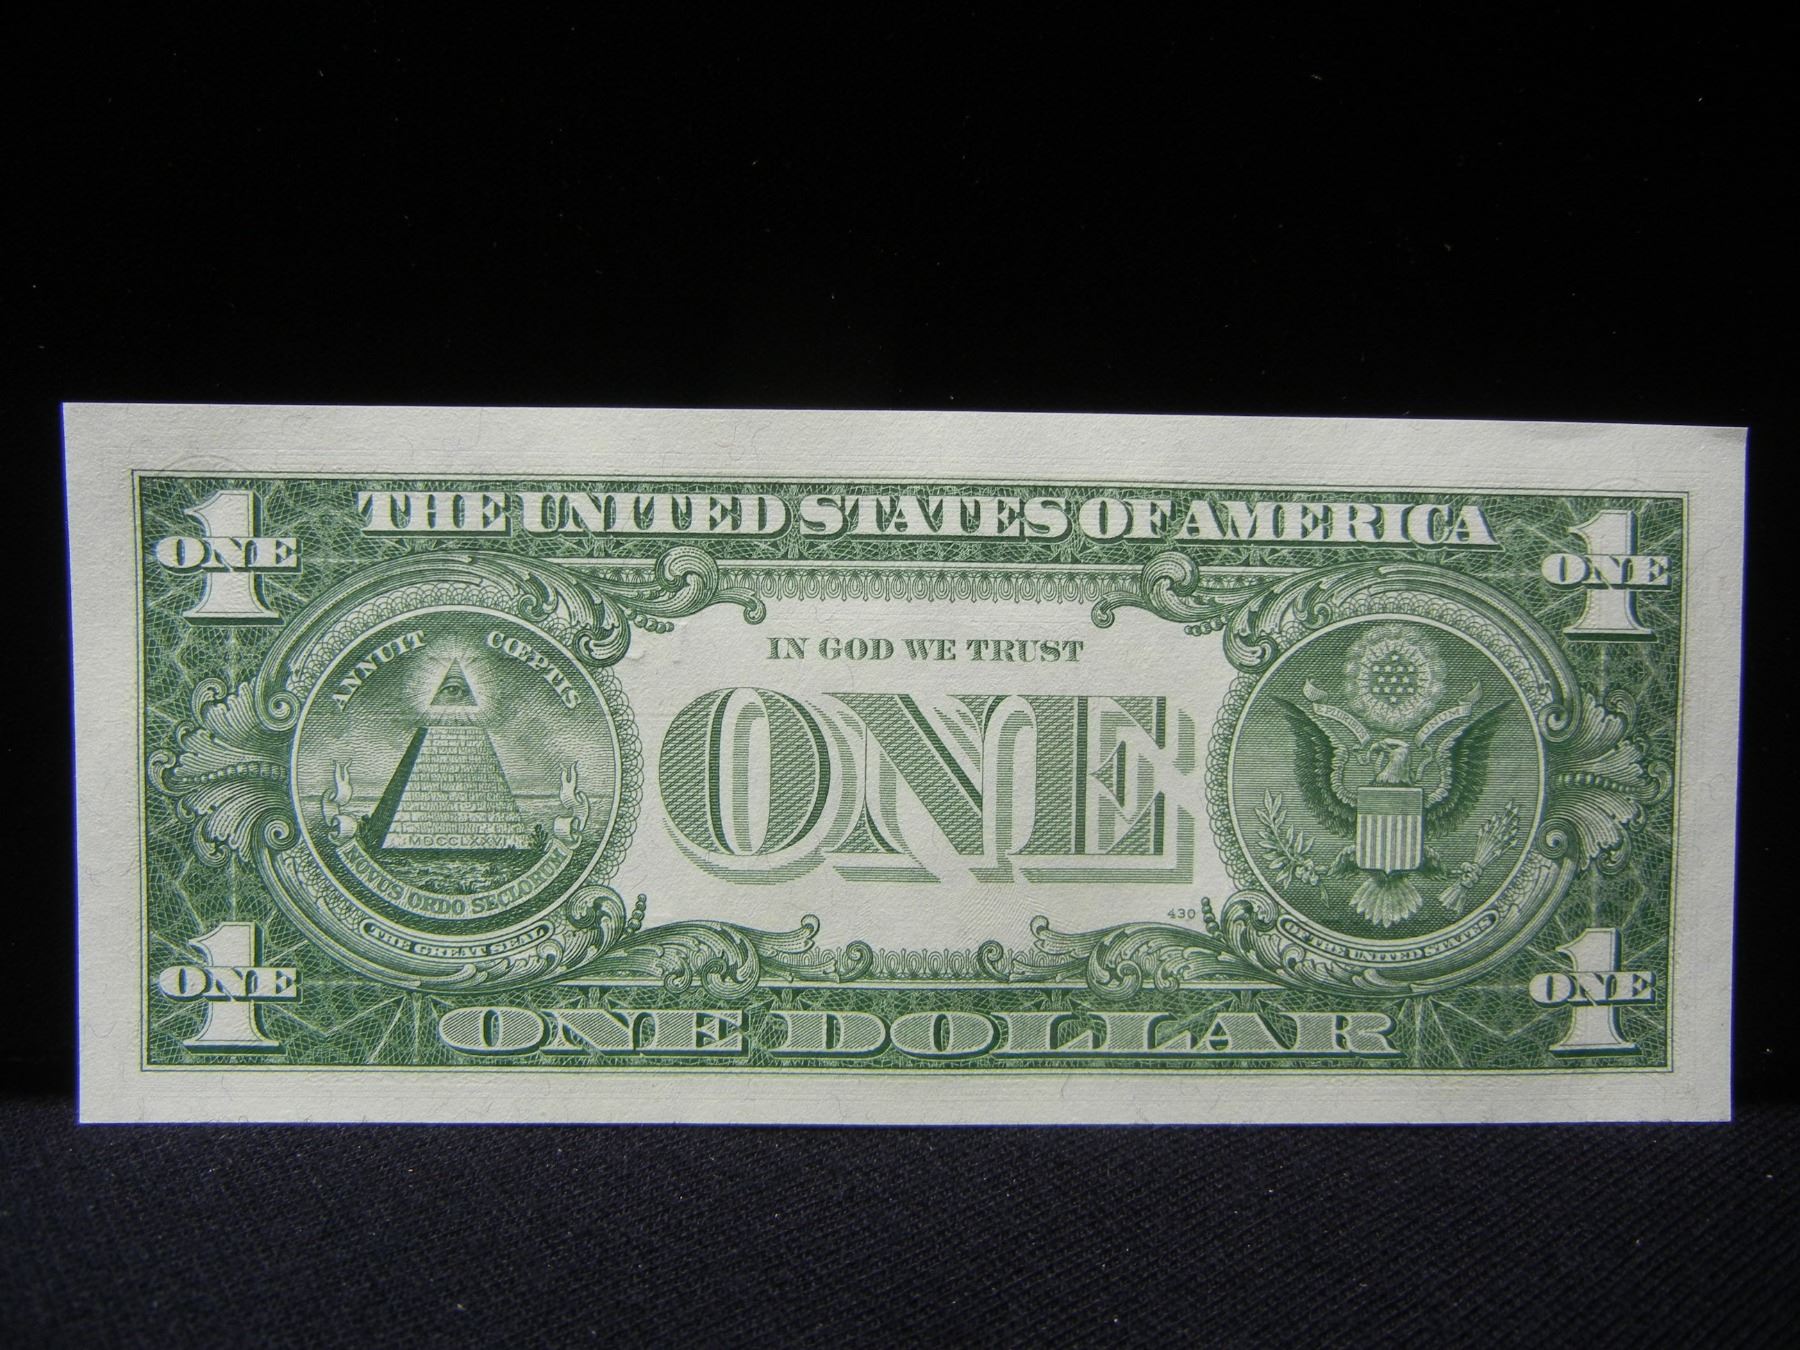 THE UNITED STATES OF AMERICA
1
ONE
1
ONE
ANNUIT CŒPTIS
IN GOD WE TRUST
ONE
MDCCLXXVI
NOVUS ORDO SECLORUM
THE GREAT SEAL
430
OF THE UNITED STATES
1
ONE
1
ONE
ONE DOLLAR